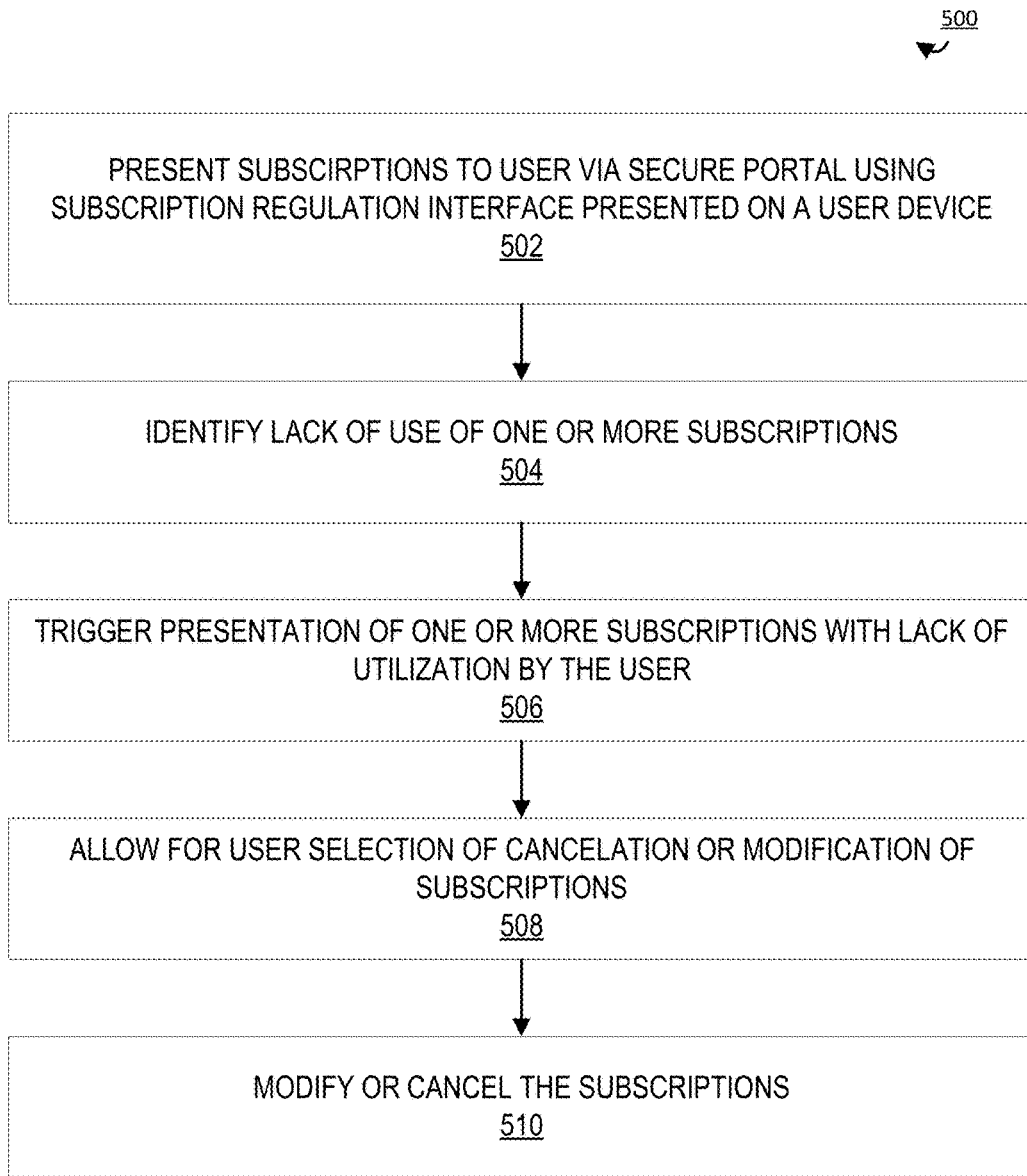 500
PRESENT SUBSCIRPTIONS TO USER VIA SECURE PORTAL USING
SUBSCRIPTION REGULATION INTERFACE PRESENTED ON A USER DEVICE
502
IDENTIFY LACK OF USE OF ONE OR MORE SUBSCRIPTIONS
504
TRIGGER PRESENTATION OF ONE OR MORE SUBSCRIPTIONS WITH LACK OF
UTILIZATION BY THE USER
506
ALLOW FOR USER SELECTION OF CANCELATION OR MODIFICATION OF
SUBSCRIPTIONS
508
MODIFY OR CANCEL THE SUBSCRIPTIONS
510